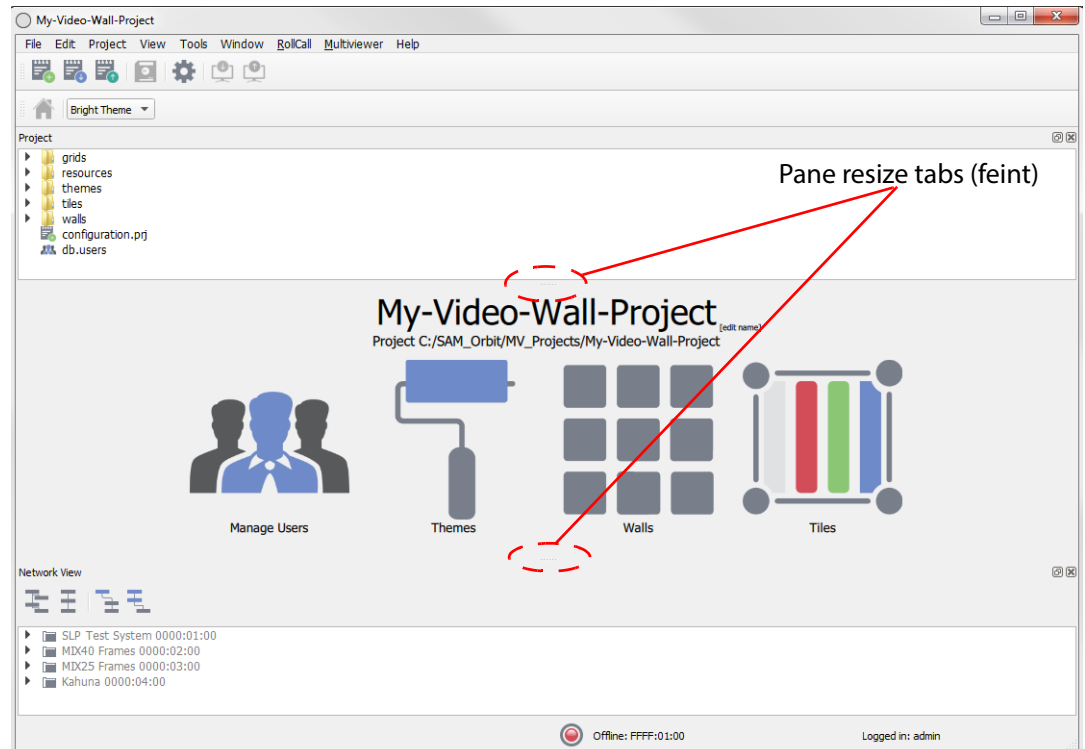 My-Video-Wall-Project
File Edit Project View Tools Window RollCall Multiviewer Help
Bright Theme
Project
grids
resources
themes
tiles
walls
configuration.prj
db.users
Pane resize tabs (feint)
My-Video-Wall-Project [edit name]
Project C:/SAM_Orbit/MV_Projects/My-Video-Wall-Project
Manage Users Themes Walls Tiles
Network View
SLP Test System 0000:01:00
MIX40 Frames 0000:02:00
MIX25 Frames 0000:03:00
Kahuna 0000:04:00
Offline: FFFF:01:00 Logged in: admin